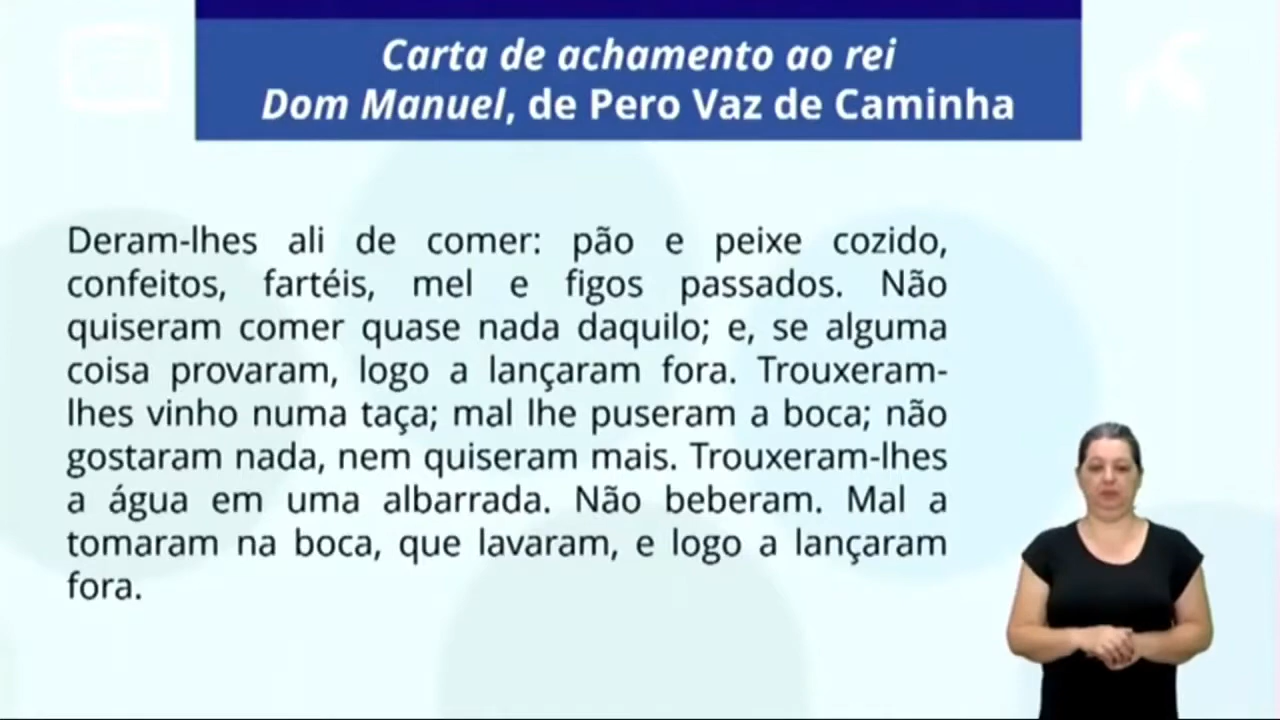 Carta de achamento ao rei
Dom Manuel, de Pero Vaz de Caminha
Deram-lhes ali de comer: pão e peixe cozido,
confeitos, fartéis, mel e figos passados. Não
quiseram comer quase nada daquilo; e, se alguma
coisa provaram, logo a lançaram fora. Trouxeram-
lhes vinho numa taça; mal lhe puseram a boca; não
gostaram nada, nem quiseram mais. Trouxeram-lhes
a água em uma albarrada. Não beberam. Mal a
tomaram na boca, que lavaram, e logo a lançaram
fora.